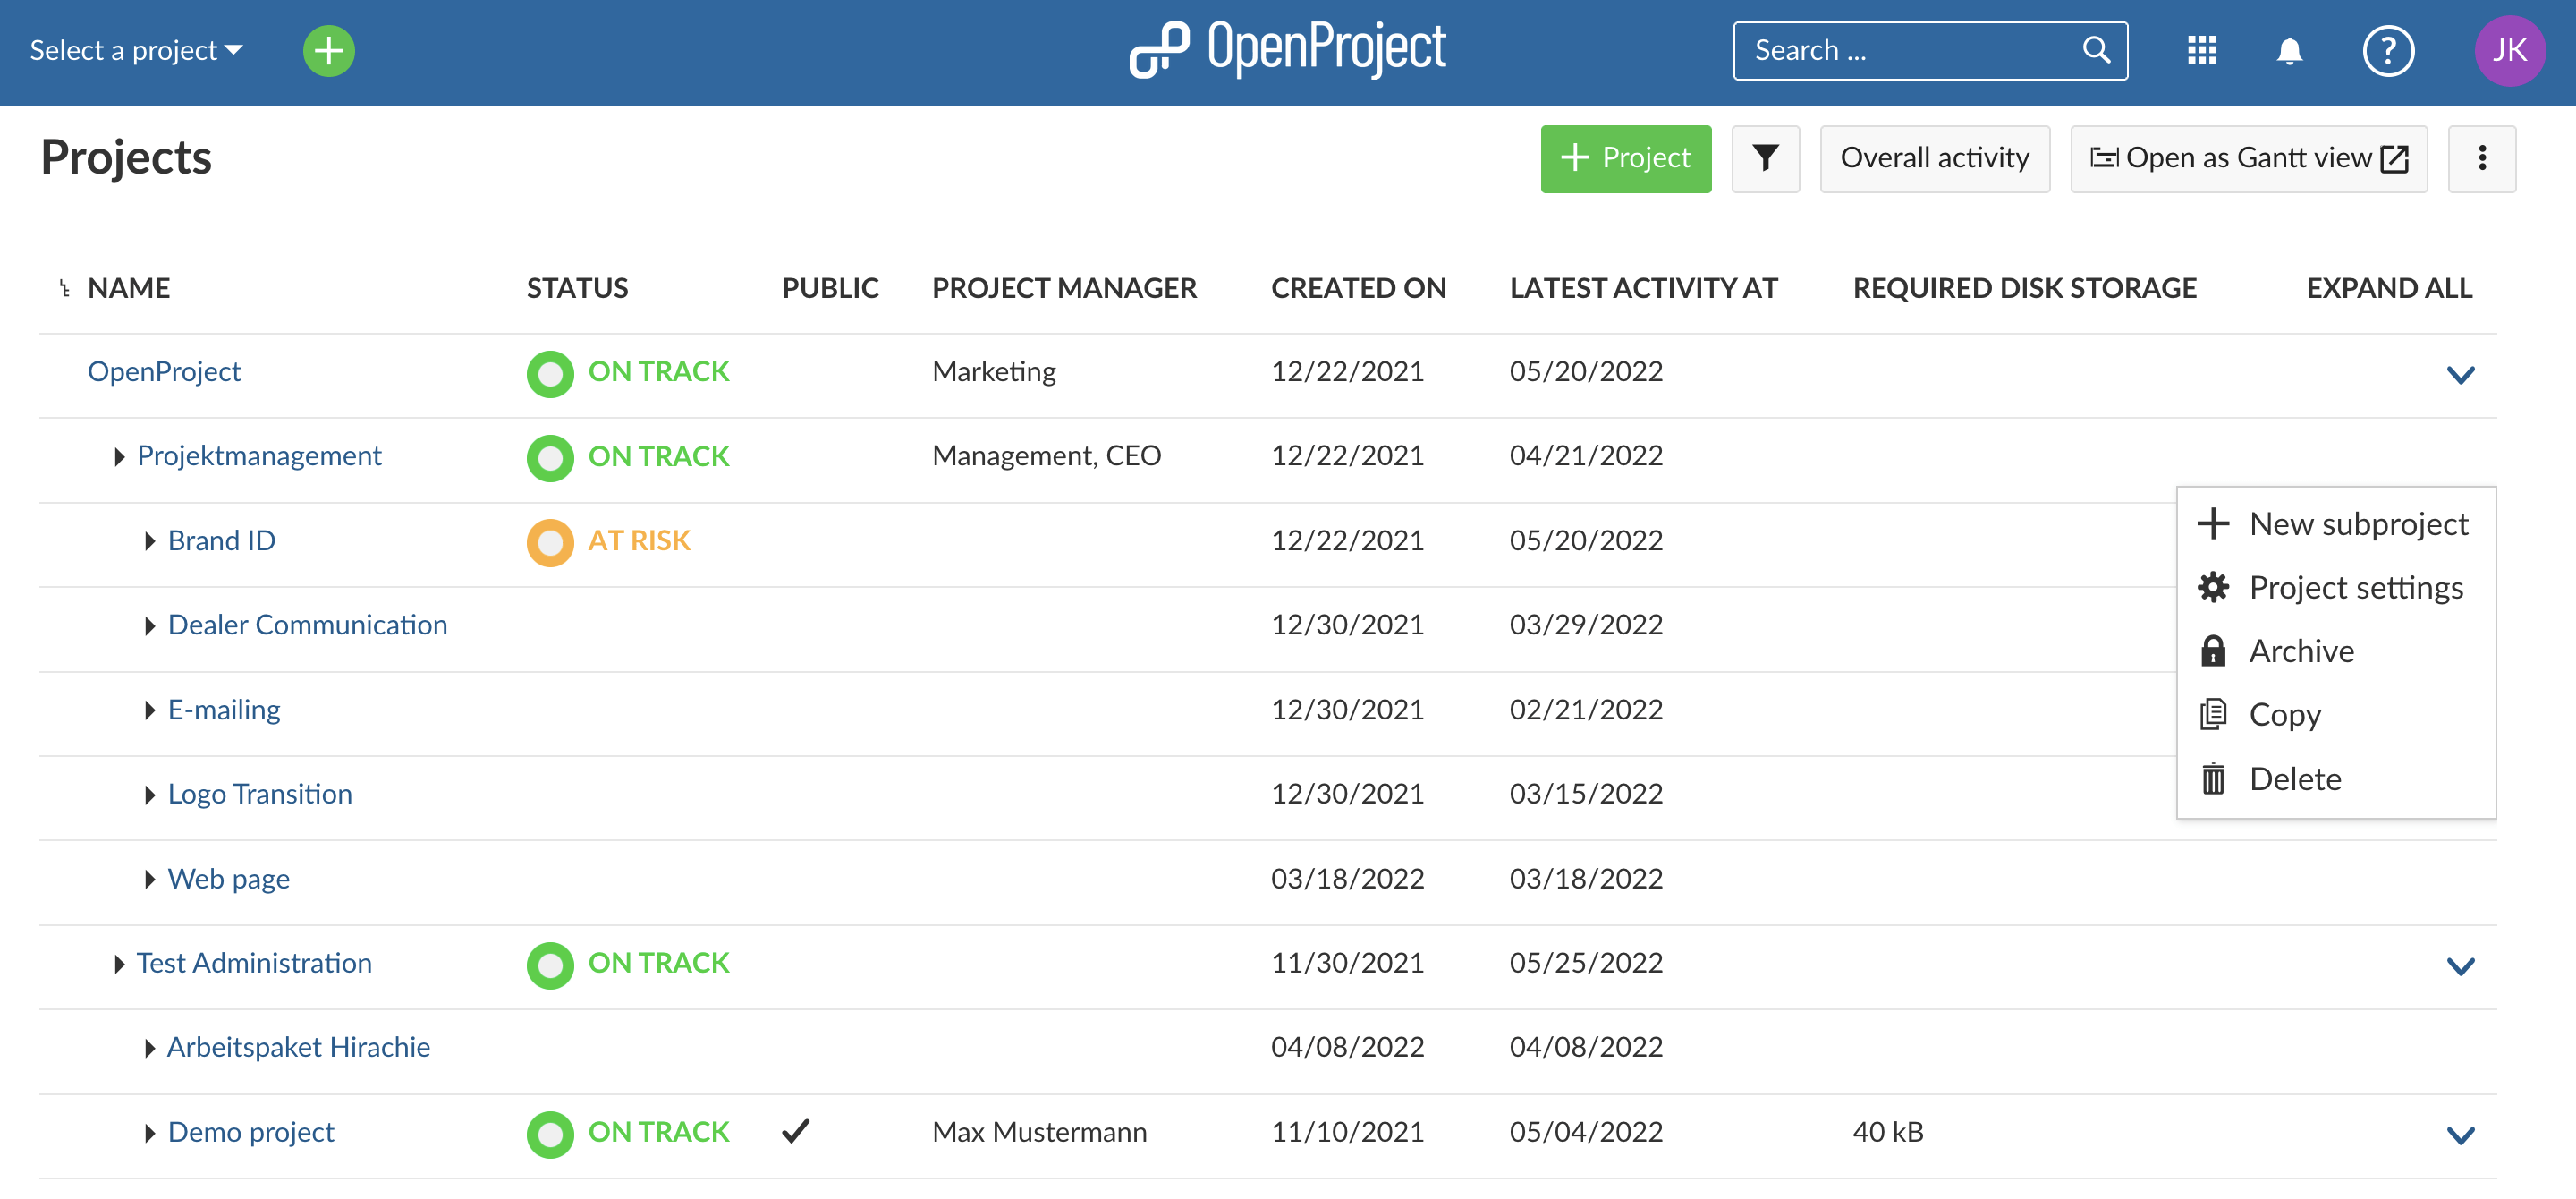 Select a project
OpenProject
Search ...
?
JK
Projects
+ Project
Overall activity
Open as Gantt view
NAME STATUS PUBLIC PROJECT MANAGER CREATED ON LATEST ACTIVITY AT REQUIRED DISK STORAGE EXPAND ALL
OpenProject ON TRACK Marketing 12/22/2021 05/20/2022
Projektmanagement ON TRACK Management, CEO 12/22/2021 04/21/2022
Brand ID AT RISK 12/22/2021 05/20/2022
Dealer Communication 12/30/2021 03/29/2022
E-mailing 12/30/2021 02/21/2022
Logo Transition 12/30/2021 03/15/2022
Web page 03/18/2022 03/18/2022
Test Administration ON TRACK 11/30/2021 05/25/2022
Arbeitspaket Hirachie 04/08/2022 04/08/2022
Demo project ON TRACK Max Mustermann 11/10/2021 05/04/2022 40 kB
New subproject
Project settings
Archive
Copy
Delete